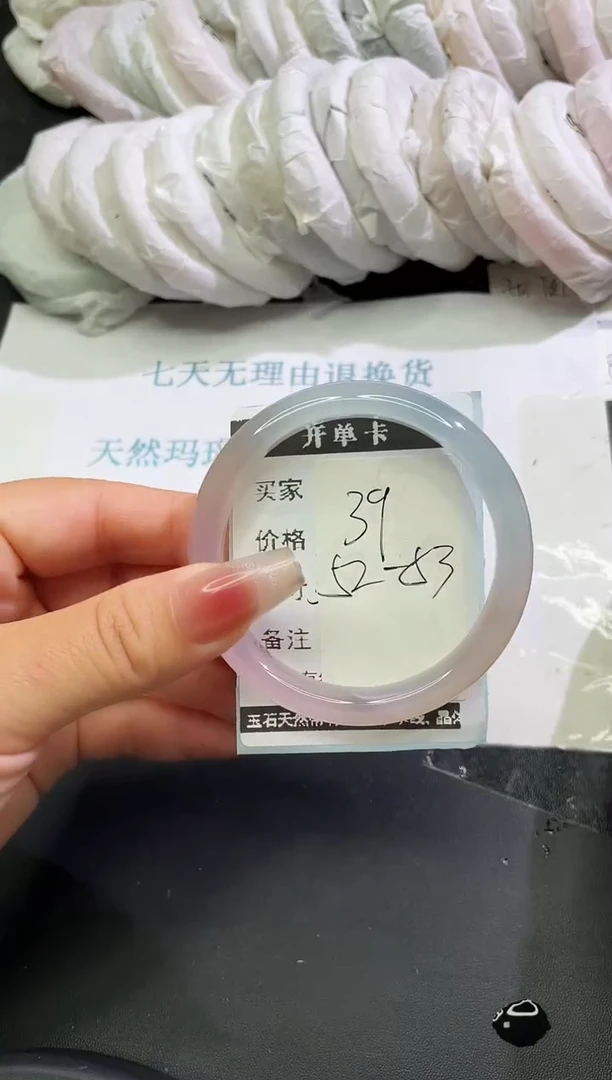 七天无理由退换货
天然玛
开单卡
买家
39
价格
52-53
备注
玉石天然